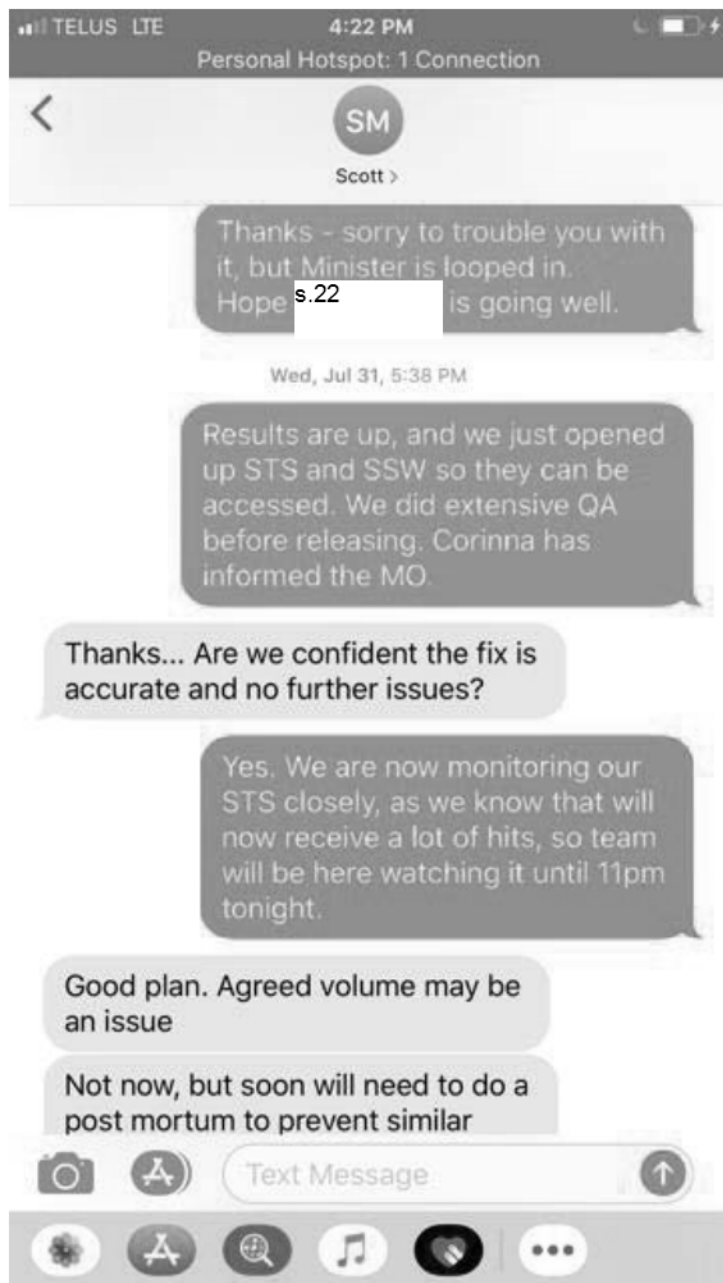 TELUS LTE 4:22 PM
Personal Hotspot: 1 Connection
SM
Scott >
Thanks - sorry to trouble you with
it, but Minister is looped in.
Hope s.22 is going well.
Wed, Jul 31, 5:38 PM
Results are up, and we just opened
up STS and SSW so they can be
accessed. We did extensive QA
before releasing. Corinna has
informed the MO.
Thanks... Are we confident the fix is
accurate and no further issues?
Yes. We are now monitoring our
STS closely, as we know that will
now receive a lot of hits, so team
will be here watching it until 11pm
tonight.
Good plan. Agreed volume may be
an issue
Not now, but soon will need to do a
post mortum to prevent similar
Text Message